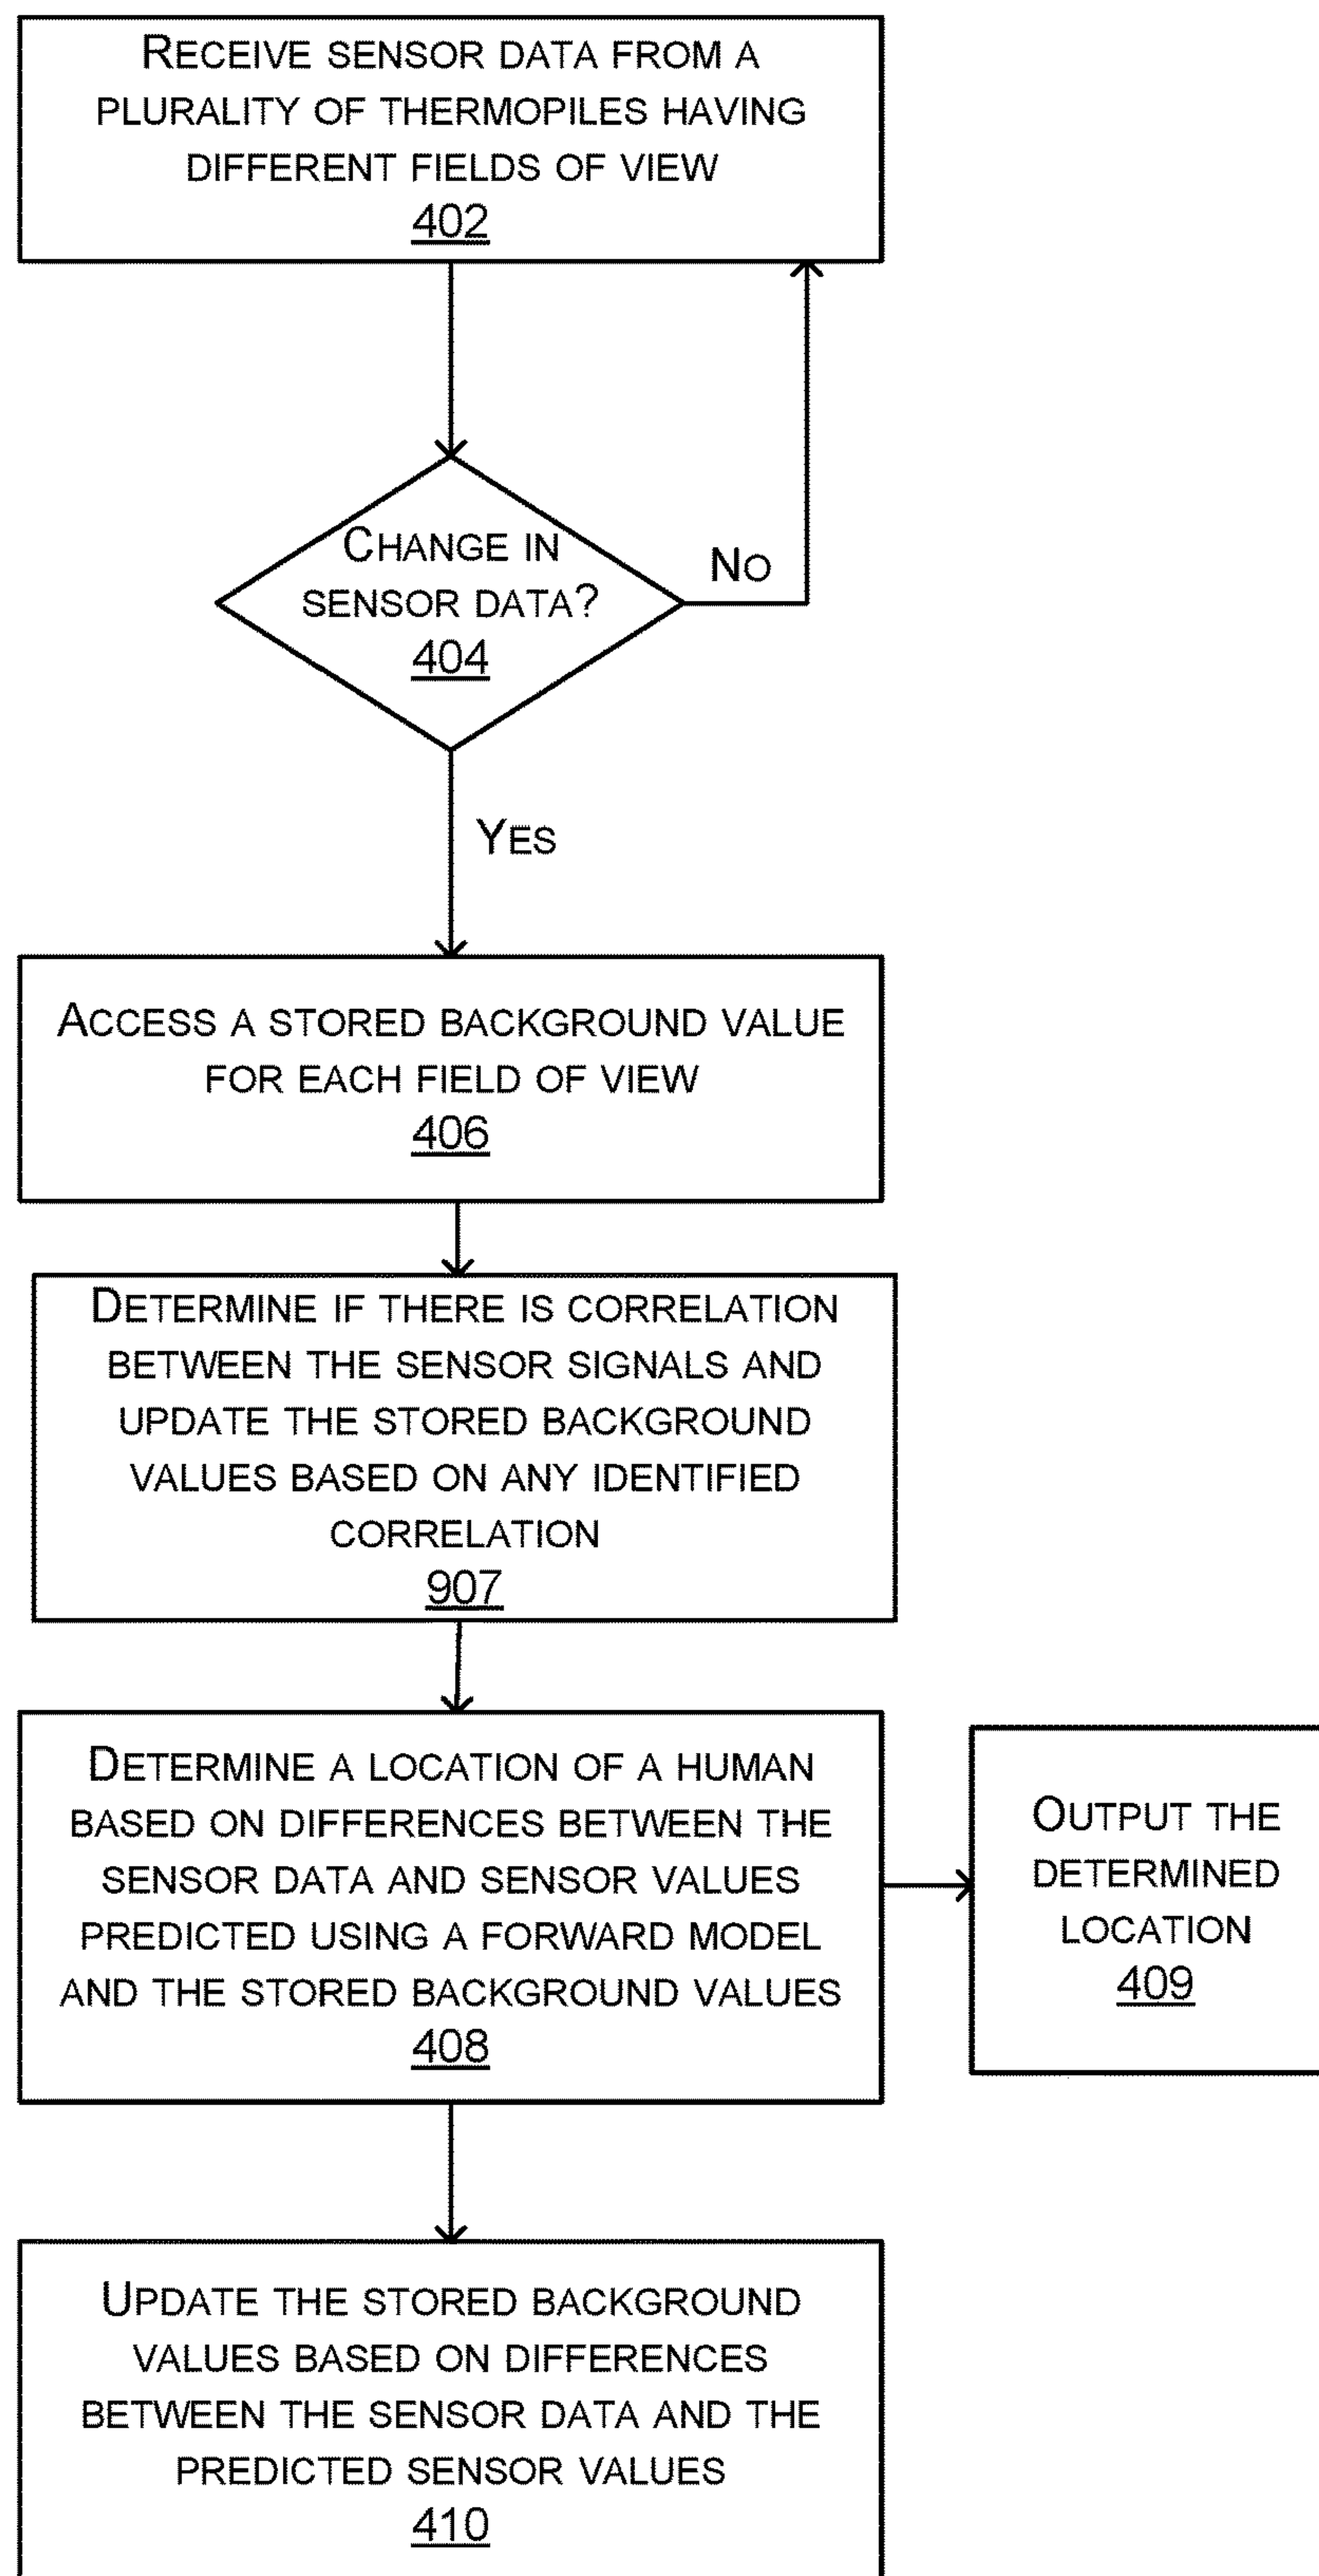 RECEIVE SENSOR DATA FROM A
PLURALITY OF THERMOPILES HAVING
DIFFERENT FIELDS OF VIEW
402
CHANGE IN
SENSOR DATA?
404
NO
YES
ACCESS A STORED BACKGROUND VALUE
FOR EACH FIELD OF VIEW
406
DETERMINE IF THERE IS CORRELATION
BETWEEN THE SENSOR SIGNALS AND
UPDATE THE STORED BACKGROUND
VALUES BASED ON ANY IDENTIFIED
CORRELATION
907
DETERMINE A LOCATION OF A HUMAN
BASED ON DIFFERENCES BETWEEN THE
SENSOR DATA AND SENSOR VALUES
PREDICTED USING A FORWARD MODEL
AND THE STORED BACKGROUND VALUES
408
OUTPUT THE
DETERMINED
LOCATION
409
UPDATE THE STORED BACKGROUND
VALUES BASED ON DIFFERENCES
BETWEEN THE SENSOR DATA AND THE
PREDICTED SENSOR VALUES
410